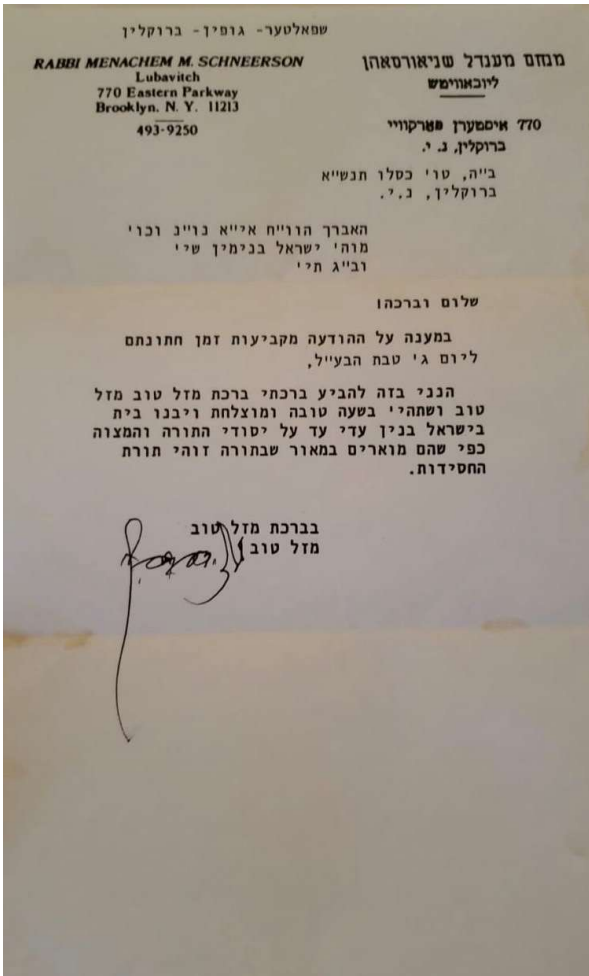 שפאלטער- גופין- ברוקלין
RABBI MENACHEM M. SCHNEERSON
Lubavitch
770 Eastern Parkway
Brooklyn, N. Y. 11213
493-9250
מנחם מענדל שניאורסאהן
ליובאוויטש
770 איסטערן פארקוויי
ברוקלין, נ. י.
ב״ה, טו׳ כסלו תנש״א
ברוקלין, נ.י.
האברך הוו״ח אי״א נו״נ וכו׳
מוה׳ ישראל בנימין שי׳
וב״ג תי׳
שלום וברכה!
במענה על ההודעה מקביעות זמן חתונתם
ליום ג׳ טבת הבע״ל,
הנני בזה להביע ברכתי ברכת מזל טוב מזל
טוב ושתהי׳ בשעה טובה ומוצלחת ויבנו בית
בישראל בנין עדי עד על יסודי התורה והמצוה
כפי שהם מוארים במאור שבתורה זוהי תורת
החסידות.
בברכת מזל טוב
מזל טוב